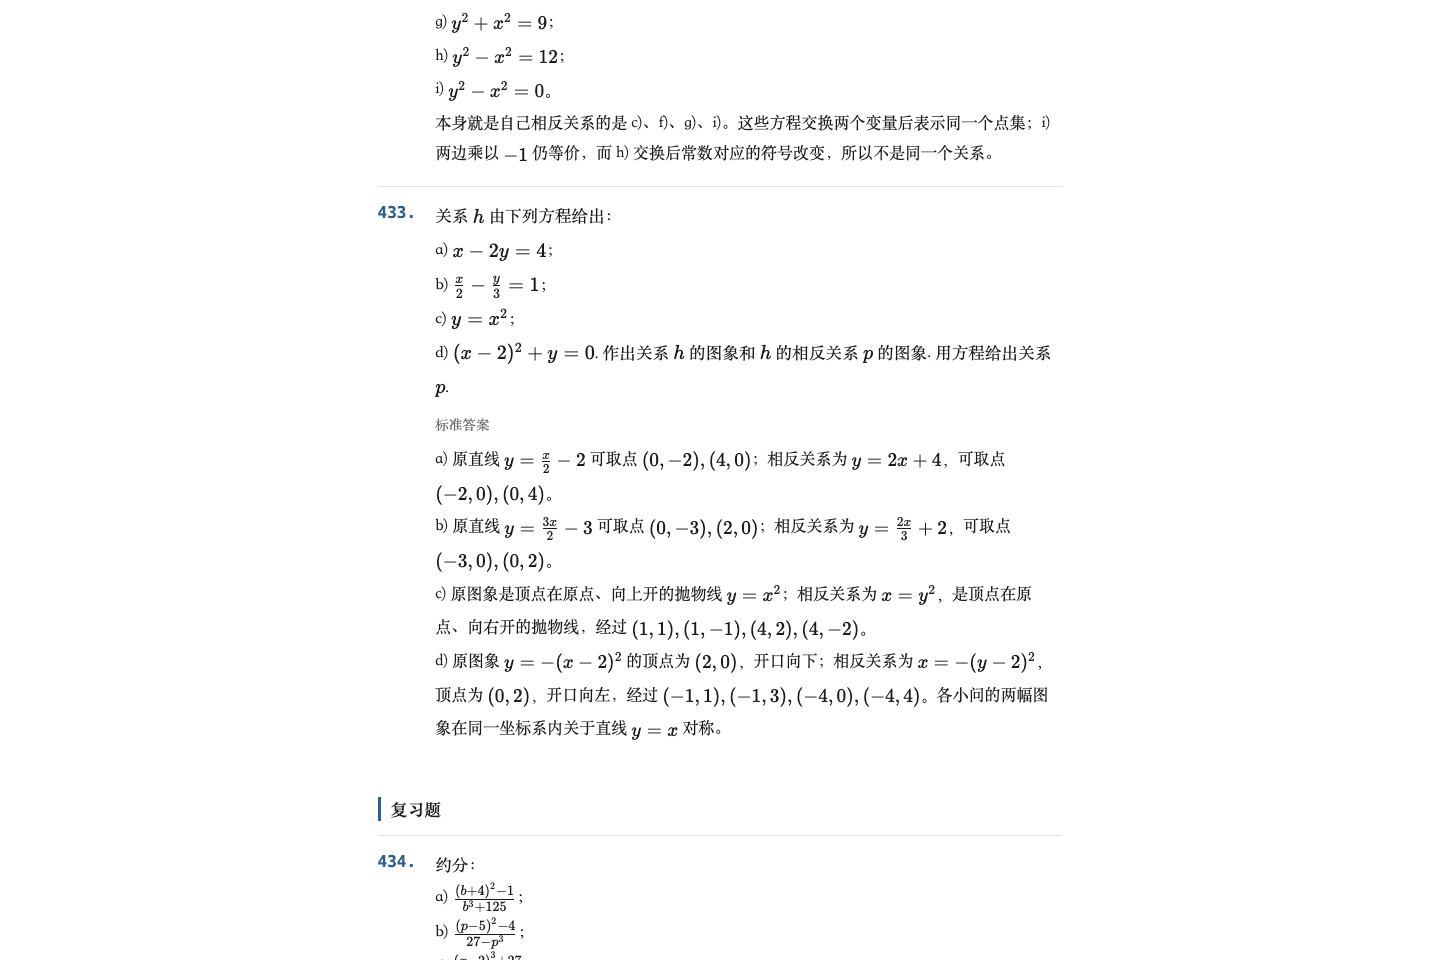 g) y² + x² = 9;
h) y² − x² = 12;
i) y² − x² = 0。
本身就是自己相反关系的是 c)、f)、g)、i)。这些方程交换两个变量后表示同一个点集；i)
两边乘以 −1 仍等价，而 h) 交换后常数对应的符号改变，所以不是同一个关系。
433. 关系 h 由下列方程给出：
a) x − 2y = 4;
b) x/2 − y/3 = 1;
c) y = x²;
d) (x − 2)² + y = 0. 作出关系 h 的图象和 h 的相反关系 p 的图象. 用方程给出关系
p.
标准答案
a) 原直线 y = x/2 − 2 可取点 (0, −2), (4, 0)；相反关系为 y = 2x + 4，可取点
(−2, 0), (0, 4)。
b) 原直线 y = 3x/2 − 3 可取点 (0, −3), (2, 0)；相反关系为 y = 2x/3 + 2，可取点
(−3, 0), (0, 2)。
c) 原图象是顶点在原点、向上开的抛物线 y = x²；相反关系为 x = y²，是顶点在原
点、向右开的抛物线，经过 (1, 1), (1, −1), (4, 2), (4, −2)。
d) 原图象 y = −(x − 2)² 的顶点为 (2, 0)，开口向下；相反关系为 x = −(y − 2)²，
顶点为 (0, 2)，开口向左，经过 (−1, 1), (−1, 3), (−4, 0), (−4, 4)。各小问的两幅图
象在同一坐标系内关于直线 y = x 对称。
复习题
434. 约分：
a) ((b+4)²−1)/(b³+125);
b) ((p−5)²−4)/(27−p³);